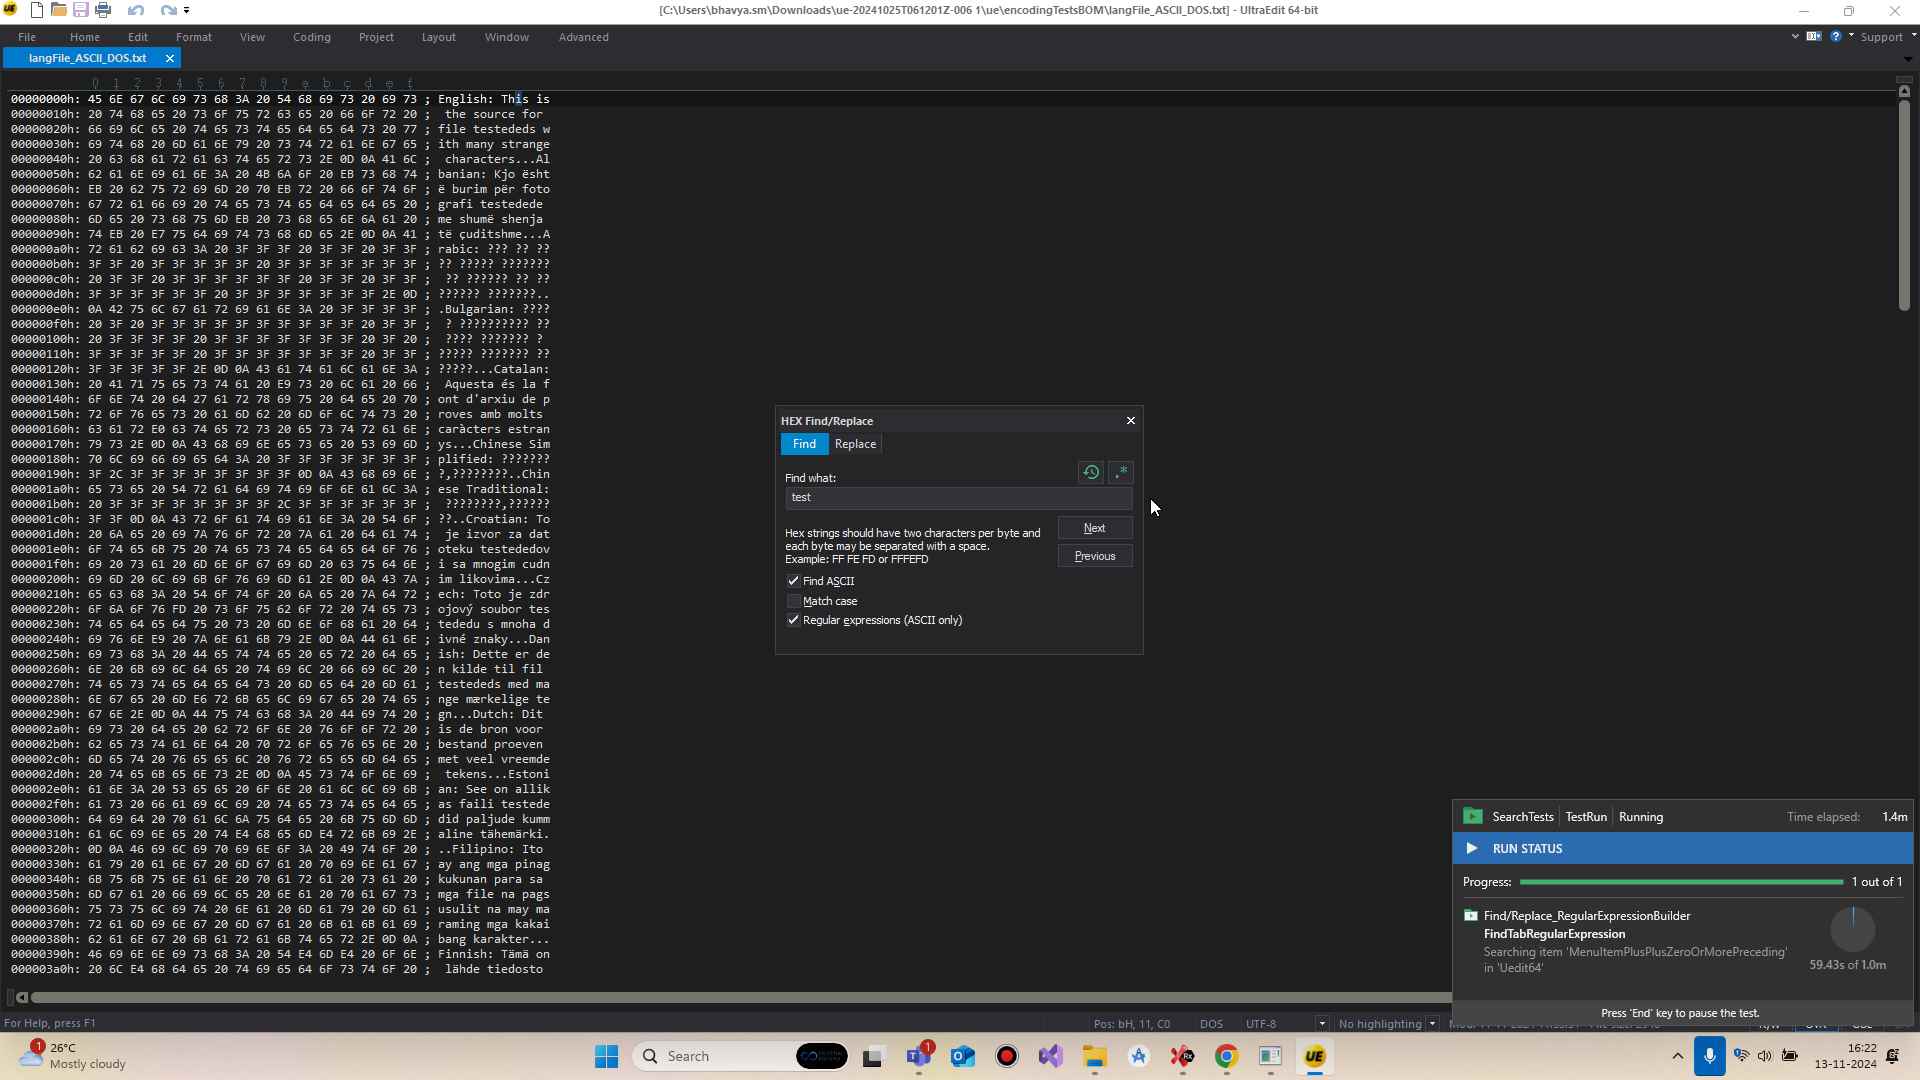 [C:\Users\bhavya.sm\Downloads\ue-20241025T061201Z-006 1\ue\encodingTestsBOM\langFile_ASCII_DOS.txt] - UltraEdit 64-bit
File Home Edit Format View Coding Project Layout Window Advanced Support
langFile_ASCII_DOS.txt
0 1 2 3 4 5 6 7 8 9 a b c d e f
00000000h: 45 6E 67 6C 69 73 68 3A 20 54 68 69 73 20 69 73 ; English: This is
00000010h: 20 74 68 65 20 73 6F 75 72 63 65 20 66 6F 72 20 ;  the source for
00000020h: 66 69 6C 65 20 74 65 73 74 65 64 65 64 73 20 77 ; file testededs w
00000030h: 69 74 68 20 6D 61 6E 79 20 73 74 72 61 6E 67 65 ; ith many strange
00000040h: 20 63 68 61 72 61 63 74 65 72 73 2E 0D 0A 41 6C ;  characters...Al
00000050h: 62 61 6E 69 61 6E 3A 20 4B 6A 6F 20 EB 73 68 74 ; banian: Kjo ësht
00000060h: EB 20 62 75 72 69 6D 20 70 EB 72 20 66 6F 74 6F ; ë burim për foto
00000070h: 67 72 61 66 69 20 74 65 73 74 65 64 65 64 65 20 ; grafi testedede
00000080h: 6D 65 20 73 68 75 6D EB 20 73 68 65 6E 6A 61 20 ; me shumë shenja
00000090h: 74 EB 20 E7 75 64 69 74 73 68 6D 65 2E 0D 0A 41 ; të çuditshme...A
000000a0h: 72 61 62 69 63 3A 20 3F 3F 3F 20 3F 3F 20 3F 3F ; rabic: ??? ?? ??
000000b0h: 3F 3F 20 3F 3F 3F 3F 3F 20 3F 3F 3F 3F 3F 3F 3F ; ?? ????? ???????
000000c0h: 20 3F 3F 20 3F 3F 3F 3F 3F 3F 20 3F 3F 20 3F 3F ;  ?? ?????? ?? ??
000000d0h: 3F 3F 3F 3F 3F 3F 20 3F 3F 3F 3F 3F 3F 3F 2E 0D ; ?????? ???????..
000000e0h: 0A 42 75 6C 67 61 72 69 61 6E 3A 20 3F 3F 3F 3F ; .Bulgarian: ????
000000f0h: 20 3F 20 3F 3F 3F 3F 3F 3F 3F 3F 3F 3F 20 3F 3F ;  ? ?????????? ??
00000100h: 20 3F 3F 3F 3F 20 3F 3F 3F 3F 3F 3F 3F 20 3F 20 ;  ???? ??????? ?
00000110h: 3F 3F 3F 3F 3F 20 3F 3F 3F 3F 3F 3F 3F 20 3F 3F ; ????? ??????? ??
00000120h: 3F 3F 3F 3F 3F 2E 0D 0A 43 61 74 61 6C 61 6E 3A ; ?????...Catalan:
00000130h: 20 41 71 75 65 73 74 61 20 E9 73 20 6C 61 20 66 ;  Aquesta és la f
00000140h: 6F 6E 74 20 64 27 61 72 78 69 75 20 64 65 20 70 ; ont d'arxiu de p
00000150h: 72 6F 76 65 73 20 61 6D 62 20 6D 6F 6C 74 73 20 ; roves amb molts
00000160h: 63 61 72 E0 63 74 65 72 73 20 65 73 74 72 61 6E ; caràcters estran
00000170h: 79 73 2E 0D 0A 43 68 69 6E 65 73 65 20 53 69 6D ; ys...Chinese Sim
00000180h: 70 6C 69 66 69 65 64 3A 20 3F 3F 3F 3F 3F 3F 3F ; plified: ???????
00000190h: 3F 2C 3F 3F 3F 3F 3F 3F 3F 3F 0D 0A 43 68 69 6E ; ?,????????..Chin
000001a0h: 65 73 65 20 54 72 61 64 69 74 69 6F 6E 61 6C 3A ; ese Traditional:
000001b0h: 20 3F 3F 3F 3F 3F 3F 3F 3F 2C 3F 3F 3F 3F 3F 3F ;  ????????,??????
000001c0h: 3F 3F 0D 0A 43 72 6F 61 74 69 61 6E 3A 20 54 6F ; ??..Croatian: To
000001d0h: 20 6A 65 20 69 7A 76 6F 72 20 7A 61 20 64 61 74 ;  je izvor za dat
000001e0h: 6F 74 65 6B 75 20 74 65 73 74 65 64 65 64 6F 76 ; oteku testededov
000001f0h: 69 20 73 61 20 6D 6E 6F 67 69 6D 20 63 75 64 6E ; i sa mnogim cudn
00000200h: 69 6D 20 6C 69 6B 6F 76 69 6D 61 2E 0D 0A 43 7A ; im likovima...Cz
00000210h: 65 63 68 3A 20 54 6F 74 6F 20 6A 65 20 7A 64 72 ; ech: Toto je zdr
00000220h: 6F 6A 6F 76 FD 20 73 6F 75 62 6F 72 20 74 65 73 ; ojový soubor tes
00000230h: 74 65 64 65 64 75 20 73 20 6D 6E 6F 68 61 20 64 ; tededu s mnoha d
00000240h: 69 76 6E E9 20 7A 6E 61 6B 79 2E 0D 0A 44 61 6E ; ivné znaky...Dan
00000250h: 69 73 68 3A 20 44 65 74 74 65 20 65 72 20 64 65 ; ish: Dette er de
00000260h: 6E 20 6B 69 6C 64 65 20 74 69 6C 20 66 69 6C 20 ; n kilde til fil
00000270h: 74 65 73 74 65 64 65 64 73 20 6D 65 64 20 6D 61 ; testededs med ma
00000280h: 6E 67 65 20 6D E6 72 6B 65 6C 69 67 65 20 74 65 ; nge mærkelige te
00000290h: 67 6E 2E 0D 0A 44 75 74 63 68 3A 20 44 69 74 20 ; gn...Dutch: Dit
000002a0h: 69 73 20 64 65 20 62 72 6F 6E 20 76 6F 6F 72 20 ; is de bron voor
000002b0h: 62 65 73 74 61 6E 64 20 70 72 6F 65 76 65 6E 20 ; bestand proeven
000002c0h: 6D 65 74 20 76 65 65 6C 20 76 72 65 65 6D 64 65 ; met veel vreemde
000002d0h: 20 74 65 6B 65 6E 73 2E 0D 0A 45 73 74 6F 6E 69 ;  tekens...Estoni
000002e0h: 61 6E 3A 20 53 65 65 20 6F 6E 20 61 6C 6C 69 6B ; an: See on allik
000002f0h: 61 73 20 66 61 69 6C 69 20 74 65 73 74 65 64 65 ; as faili testede
00000300h: 64 69 64 20 70 61 6C 6A 75 64 65 20 6B 75 6D 6D ; did paljude kumm
00000310h: 61 6C 69 6E 65 20 74 E4 68 65 6D E4 72 6B 69 2E ; aline tähemärki.
00000320h: 0D 0A 46 69 6C 69 70 69 6E 6F 3A 20 49 74 6F 20 ; ..Filipino: Ito
00000330h: 61 79 20 61 6E 67 20 6D 67 61 20 70 69 6E 61 67 ; ay ang mga pinag
00000340h: 6B 75 6B 75 6E 61 6E 20 70 61 72 61 20 73 61 20 ; kukunan para sa
00000350h: 6D 67 61 20 66 69 6C 65 20 6E 61 20 70 61 67 73 ; mga file na pags
00000360h: 75 73 75 6C 69 74 20 6E 61 20 6D 61 79 20 6D 61 ; usulit na may ma
00000370h: 72 61 6D 69 6E 67 20 6D 67 61 20 6B 61 6B 61 69 ; raming mga kakai
00000380h: 62 61 6E 67 20 6B 61 72 61 6B 74 65 72 2E 0D 0A ; bang karakter...
00000390h: 46 69 6E 6E 69 73 68 3A 20 54 E4 6D E4 20 6F 6E ; Finnish: Tämä on
000003a0h: 20 6C E4 68 64 65 20 74 69 65 64 6F 73 74 6F 20 ;  lähde tiedosto
HEX Find/Replace
Find Replace
Find what:
test
Hex strings should have two characters per byte and
each byte may be separated with a space.
Example: FF FE FD or FFFEFD
Next
Previous
Find ASCII
Match case
Regular expressions (ASCII only)
SearchTests TestRun Running Time elapsed: 1.4m
RUN STATUS
Progress: 1 out of 1
Find/Replace_RegularExpressionBuilder
FindTabRegularExpression
Searching item 'MenuItemPlusPlusZeroOrMorePreceding'
in 'Uedit64'
59.43s of 1.0m
Press 'End' key to pause the test.
For Help, press F1
Pos: bH, 11, C0 DOS UTF-8 No highlighting
1
26°C
Mostly cloudy
Search
1
UE
16:22
13-11-2024